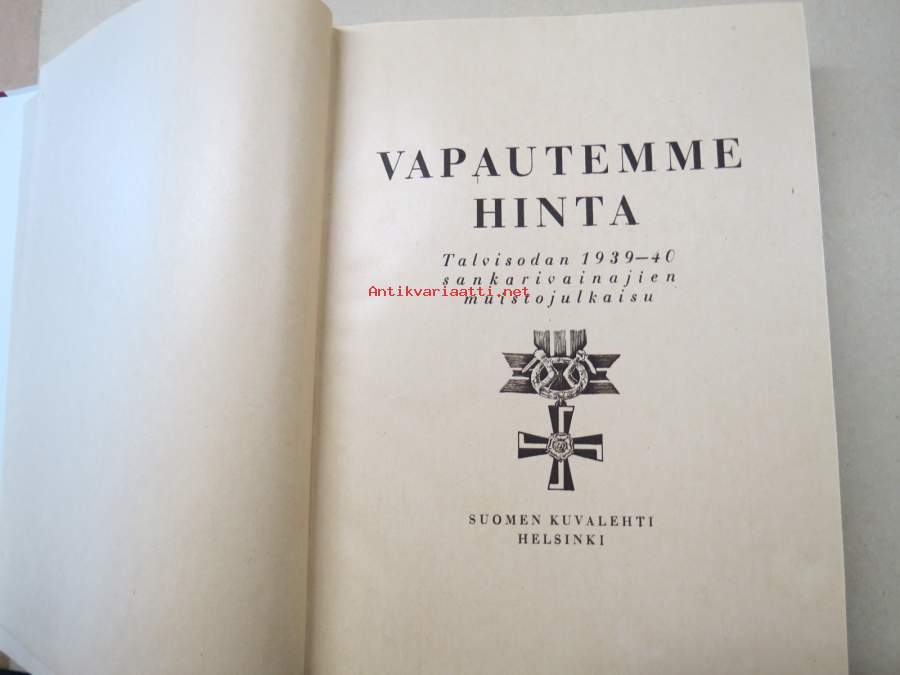 VAPAUTEMME
HINTA
Talvisodan 1939—40
sankarivainajien
Antikvariaatti.net
muistojulkaisu
SUOMEN KUVALEHTI
HELSINKI